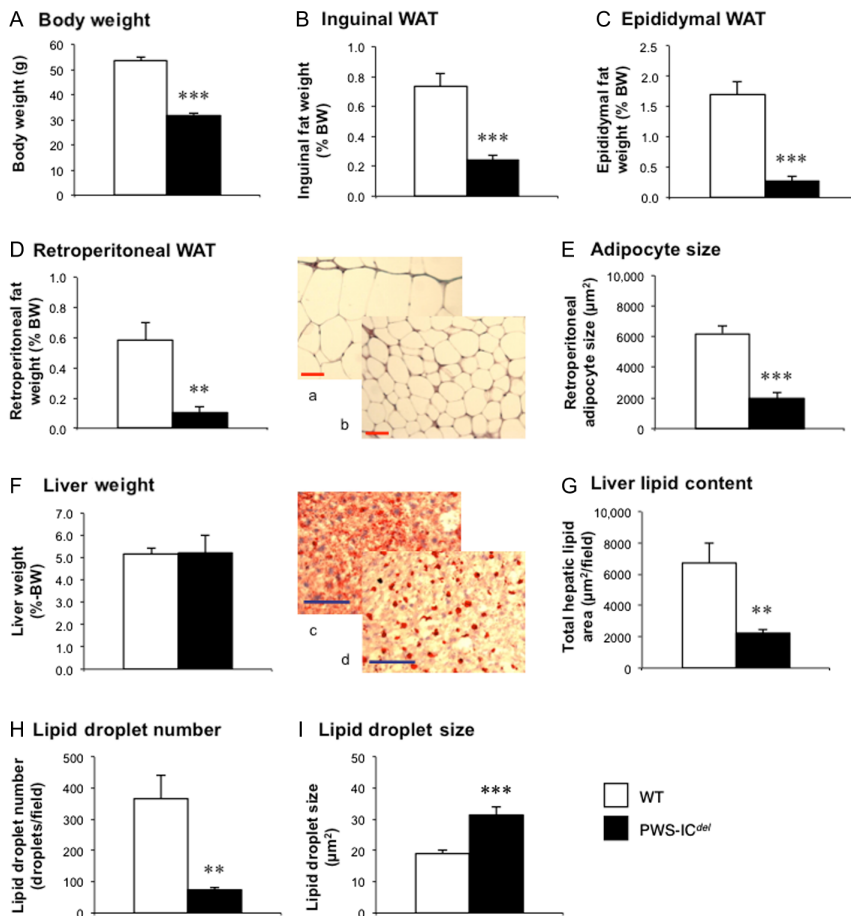 A Body weight
Body weight (g)
60
50
40
30
20
10
0
***
B Inguinal WAT
Inguinal fat weight
(% BW)
1.0
0.8
0.6
0.4
0.2
0.0
***
C Epididymal WAT
Epididymal fat
weight (% BW)
2.5
2.0
1.5
1.0
0.5
0.0
***
D Retroperitoneal WAT
Retroperitoneal fat
weight (% BW)
1.0
0.8
0.6
0.4
0.2
0.0
**
a
b
E Adipocyte size
Retroperitoneal
adipocyte size (µm²)
10,000
8000
6000
4000
2000
0
***
F Liver weight
Liver weight
(%-BW)
7.0
6.0
5.0
4.0
3.0
2.0
1.0
0.0
c
d
G Liver lipid content
Total hepatic lipid
area (µm²/field)
10,000
8000
6000
4000
2000
0
**
H Lipid droplet number
Lipid droplet number
(droplets/field)
500
400
300
200
100
0
**
I Lipid droplet size
Lipid droplet size
(µm²)
40
30
20
10
0
***
WT
PWS-ICdel